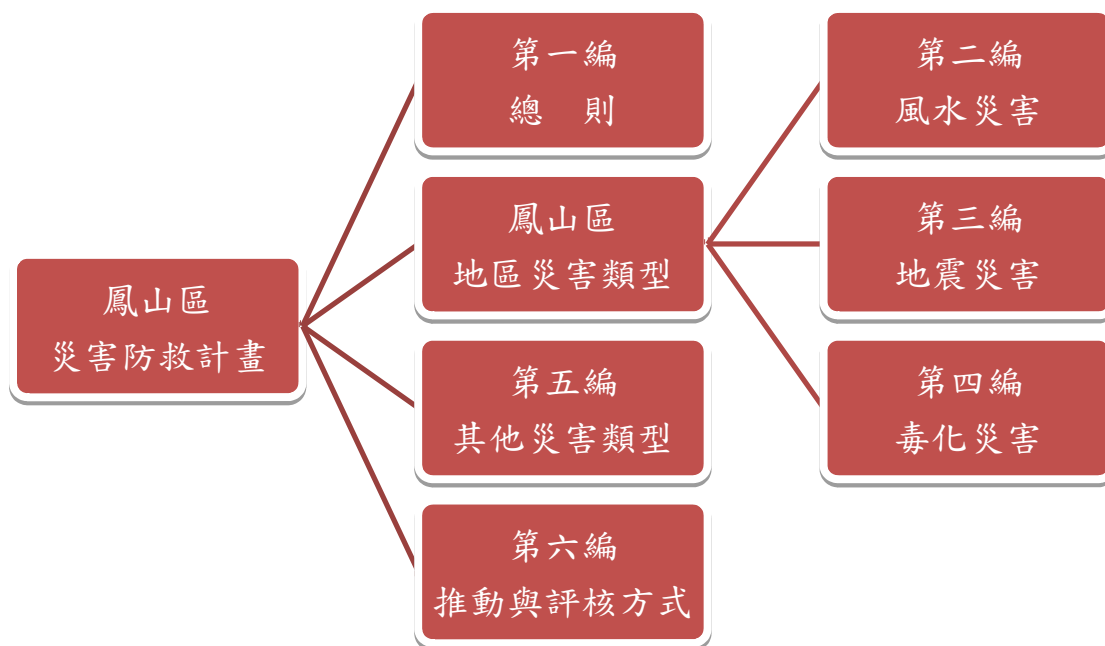 鳳山區
災害防救計畫
第一編
總　則
鳳山區
地區災害類型
第二編
風水災害
第三編
地震災害
第四編
毒化災害
第五編
其他災害類型
第六編
推動與評核方式